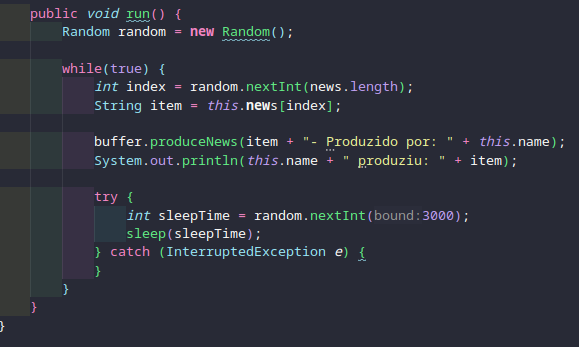 public void run() {
Random random = new Random();
while(true) {
int index = random.nextInt(news.length);
String item = this.news[index];
buffer.produceNews(item + "- Produzido por: " + this.name);
System.out.println(this.name + " produziu: " + item);
try {
int sleepTime = random.nextInt(bound:3000);
sleep(sleepTime);
} catch (InterruptedException e) {
}
}
}
}